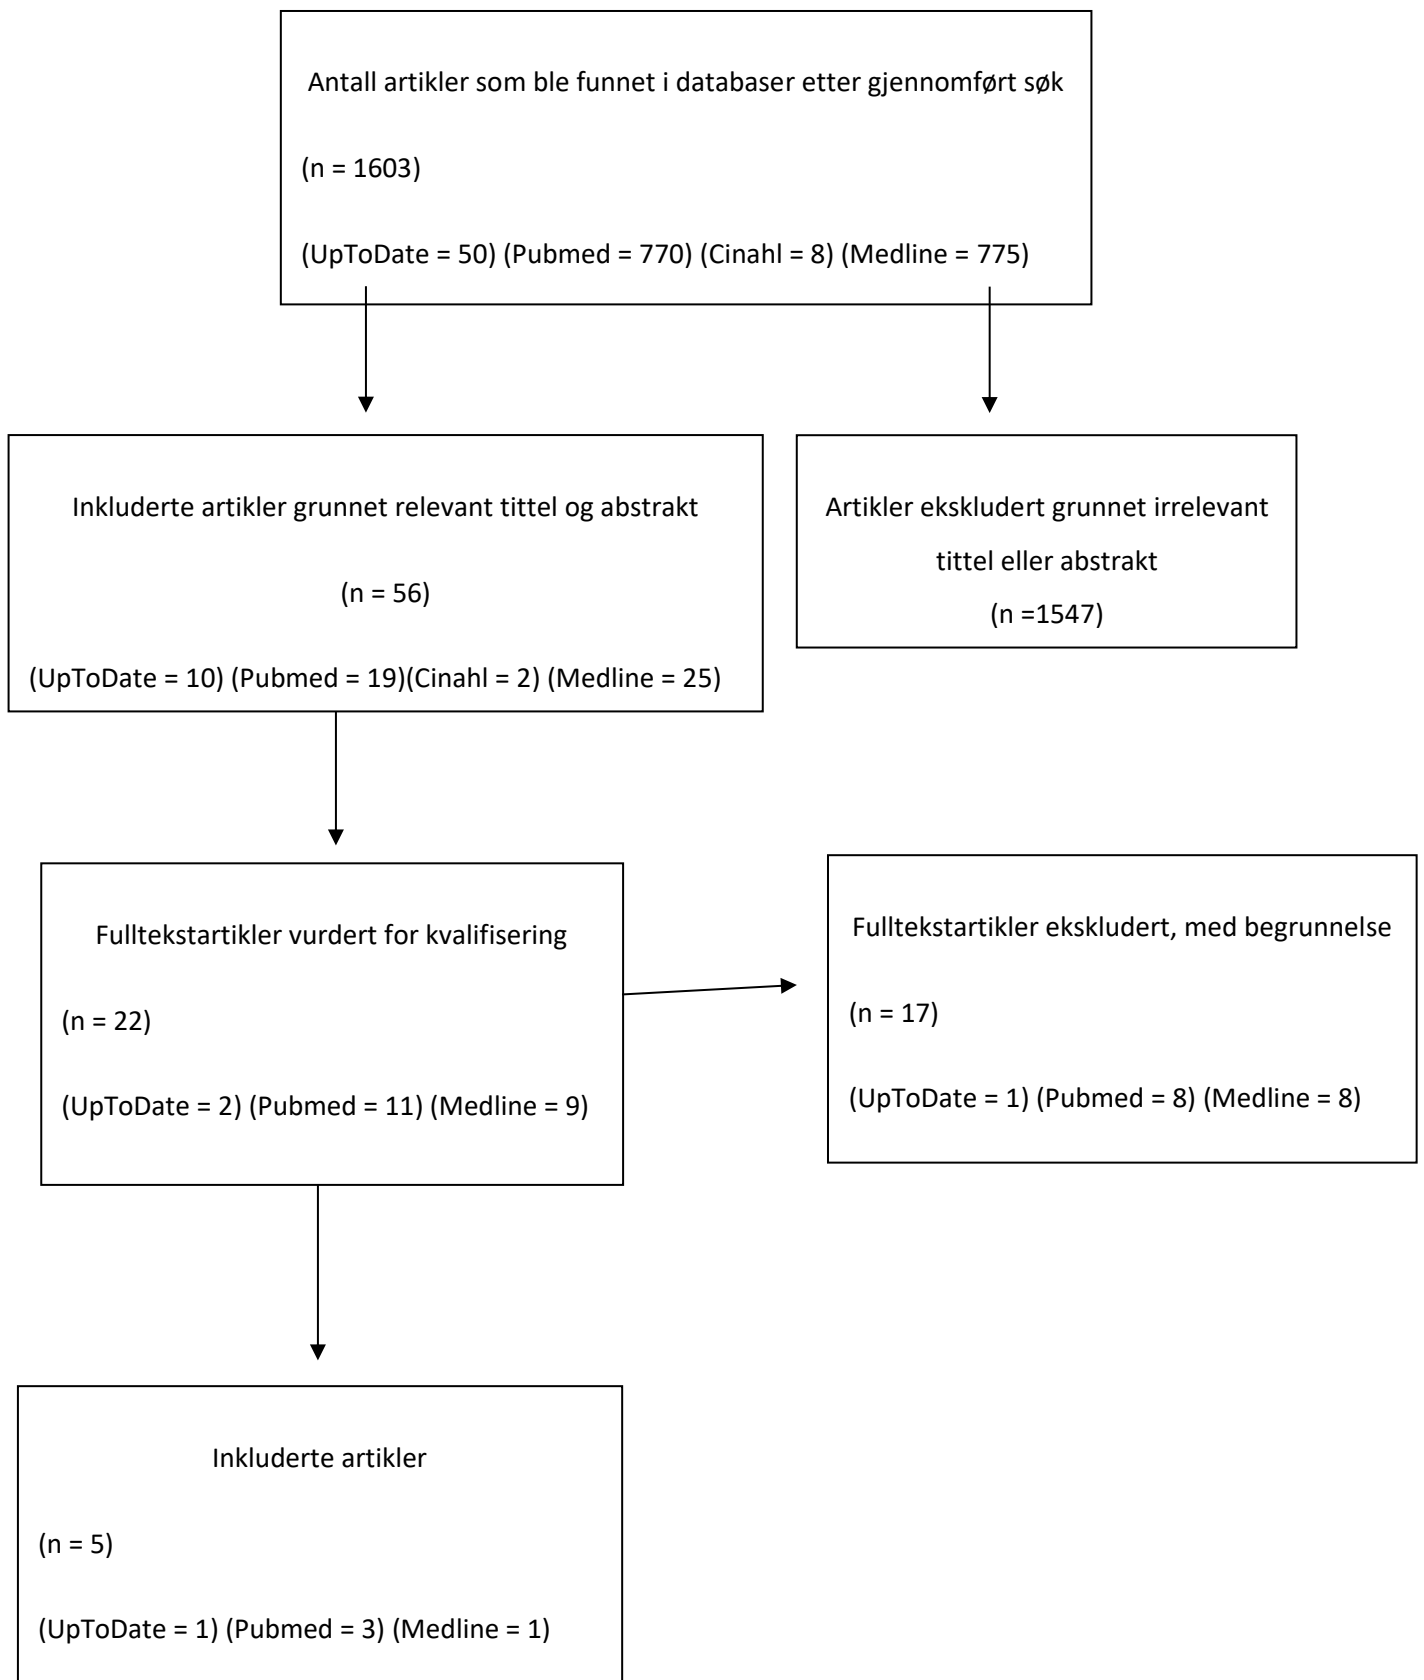 Antall artikler som ble funnet i databaser etter gjennomført søk
(n = 1603)
(UpToDate = 50) (Pubmed = 770) (Cinahl = 8) (Medline = 775)
Inkluderte artikler grunnet relevant tittel og abstrakt
(n = 56)
(UpToDate = 10) (Pubmed = 19)(Cinahl = 2) (Medline = 25)
Artikler ekskludert grunnet irrelevant
tittel eller abstrakt
(n =1547)
Fulltekstartikler vurdert for kvalifisering
(n = 22)
(UpToDate = 2) (Pubmed = 11) (Medline = 9)
Fulltekstartikler ekskludert, med begrunnelse
(n = 17)
(UpToDate = 1) (Pubmed = 8) (Medline = 8)
Inkluderte artikler
(n = 5)
(UpToDate = 1) (Pubmed = 3) (Medline = 1)